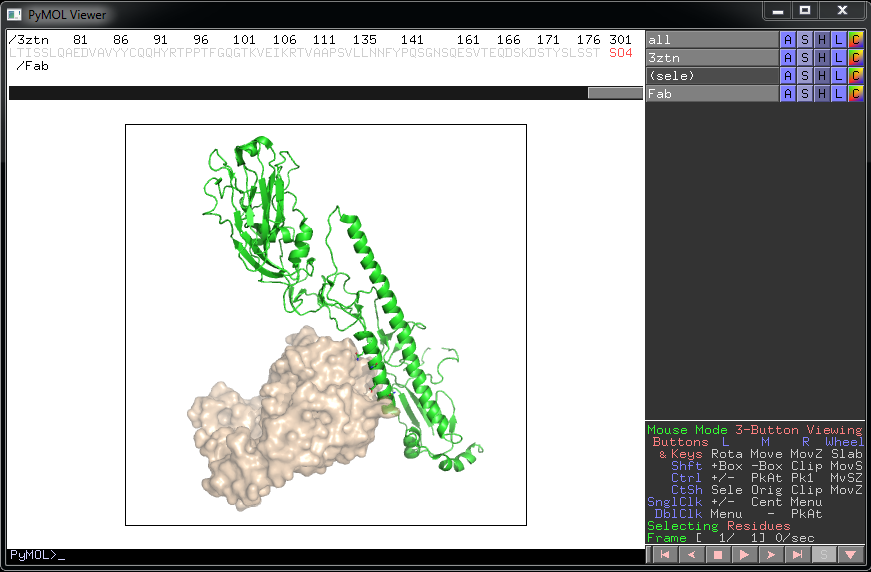 PyMOL Viewer
/3ztn 81 86 91 96 101 106 111 135 141 161 166 171 176 301
LTISSLQAEDVAVYYCQQHYRTPPTFGQGTKVEIKRTVAAPSVLLNNFYPQSGNSQESVTEQDSKDSTYSLSST SO4
/Fab
all A S H L C
3ztn A S H L C
(sele) A S H L C
Fab A S H L C
Mouse Mode 3-Button Viewing
Buttons L M R Wheel
& Keys Rota Move MovZ Slab
Shft +Box -Box Clip MovS
Ctrl +/- PkAt Pk1 MvSZ
CtSh Sele Orig Clip MovZ
SnglClk +/- Cent Menu
DblClk Menu - PkAt
Selecting Residues
Frame [ 1/ 1] 0/sec
PyMOL>_
S